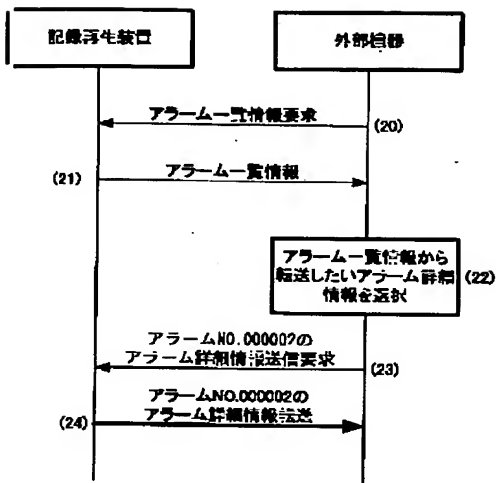 記録再生装置
外部機器
アラーム一覧情報要求
(20)
(21)
アラーム一覧情報
アラーム一覧情報から
転送したいアラーム詳細
情報を選択
(22)
アラームNO.000002の
アラーム詳細情報送信要求
(23)
アラームNO.000002の
アラーム詳細情報転送
(24)